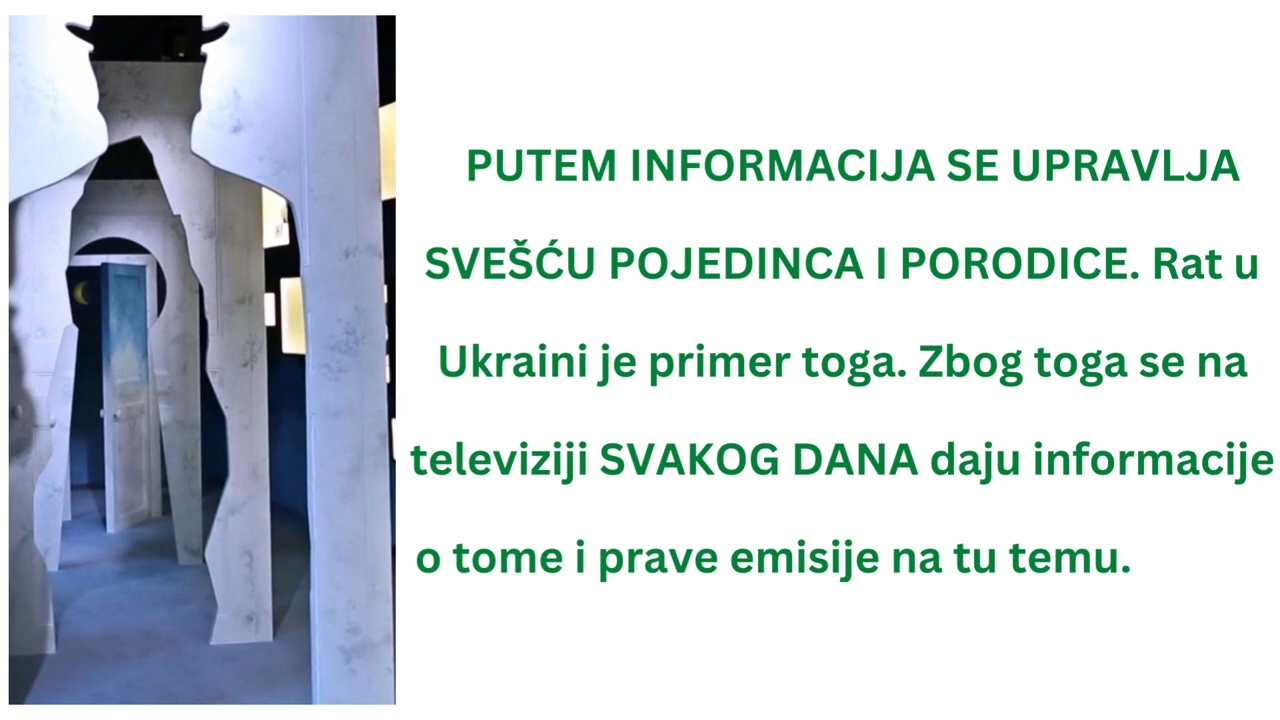 PUTEM INFORMACIJA SE UPRAVLJA
SVEŠĆU POJEDINCA I PORODICE. Rat u
Ukraini je primer toga. Zbog toga se na
televiziji SVAKOG DANA daju informacije
o tome i prave emisije na tu temu.